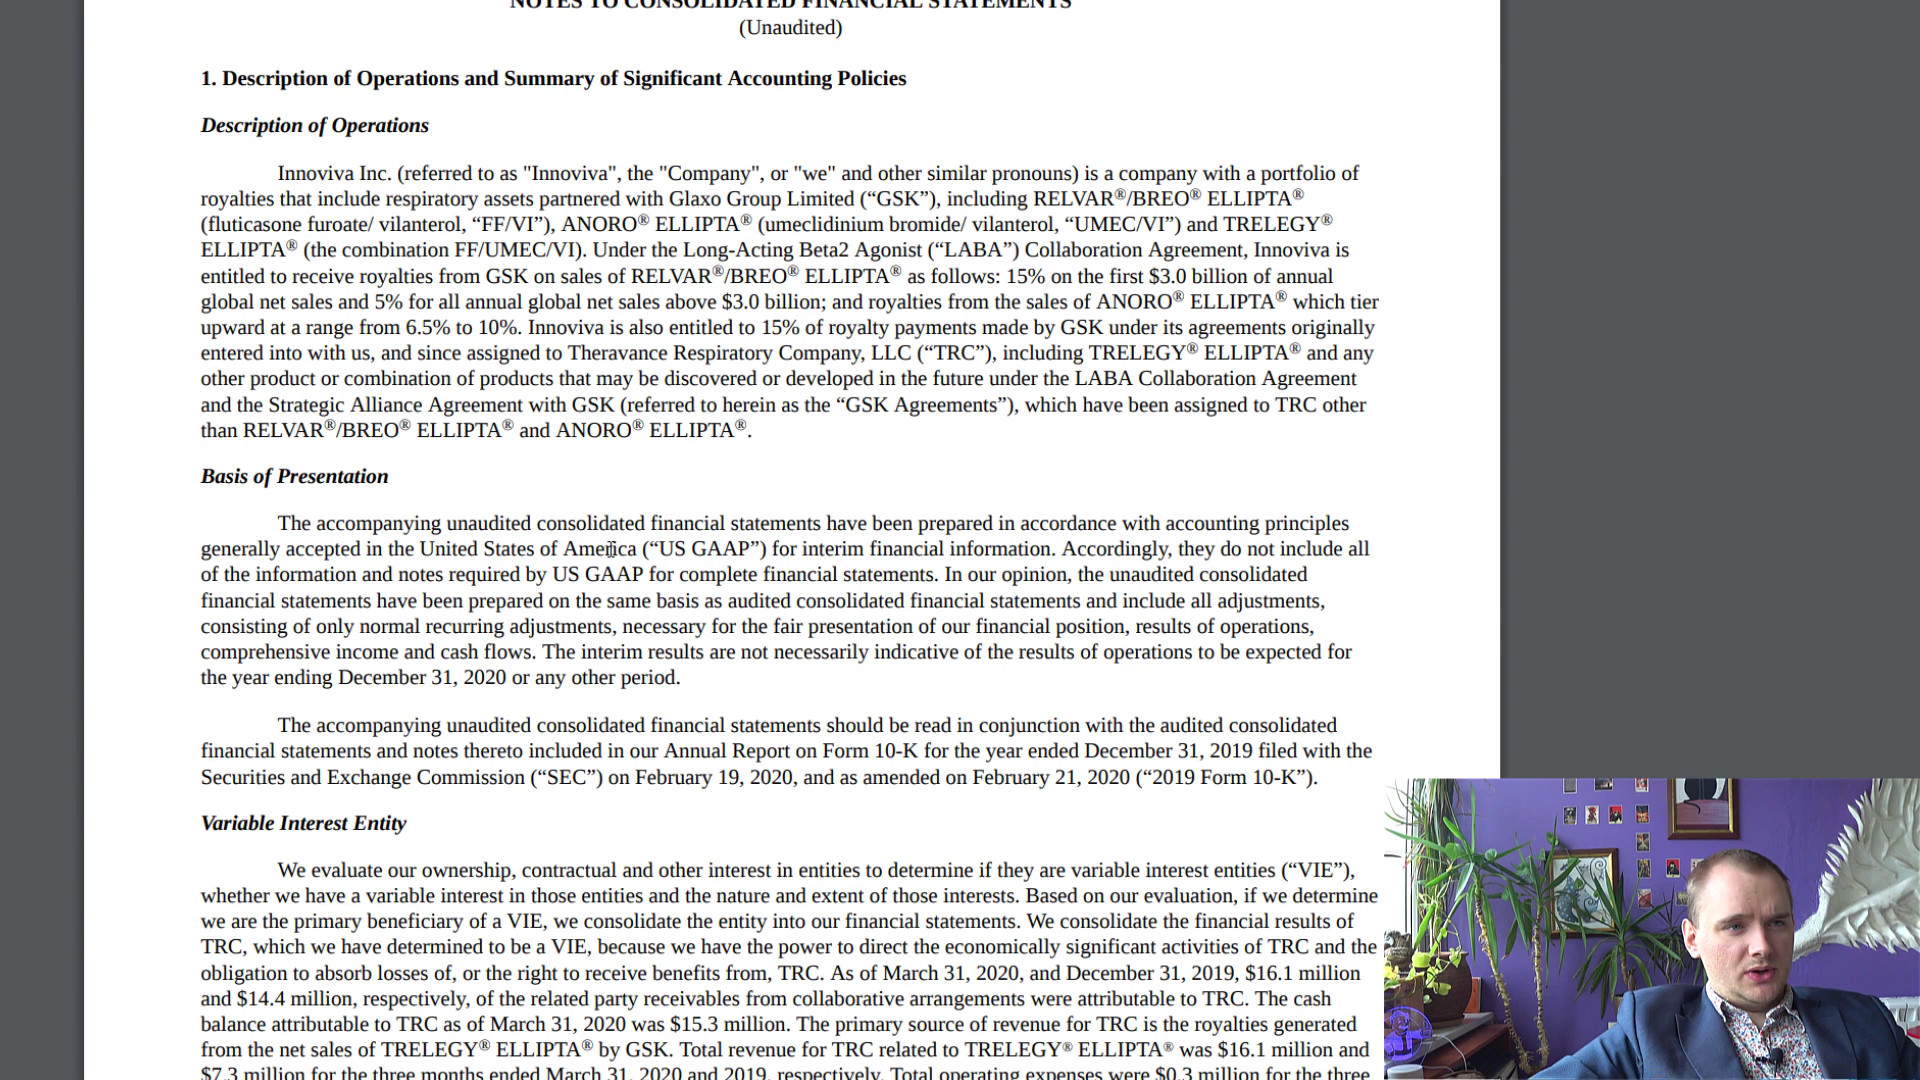 NOTES TO CONSOLIDATED FINANCIAL STATEMENTS
(Unaudited)
1. Description of Operations and Summary of Significant Accounting Policies
Description of Operations
Innoviva Inc. (referred to as "Innoviva", the "Company", or "we" and other similar pronouns) is a company with a portfolio of
royalties that include respiratory assets partnered with Glaxo Group Limited (“GSK”), including RELVAR®/BREO® ELLIPTA®
(fluticasone furoate/ vilanterol, “FF/VI”), ANORO® ELLIPTA® (umeclidinium bromide/ vilanterol, “UMEC/VI”) and TRELEGY®
ELLIPTA® (the combination FF/UMEC/VI). Under the Long-Acting Beta2 Agonist (“LABA”) Collaboration Agreement, Innoviva is
entitled to receive royalties from GSK on sales of RELVAR®/BREO® ELLIPTA® as follows: 15% on the first $3.0 billion of annual
global net sales and 5% for all annual global net sales above $3.0 billion; and royalties from the sales of ANORO® ELLIPTA® which tier
upward at a range from 6.5% to 10%. Innoviva is also entitled to 15% of royalty payments made by GSK under its agreements originally
entered into with us, and since assigned to Theravance Respiratory Company, LLC (“TRC”), including TRELEGY® ELLIPTA® and any
other product or combination of products that may be discovered or developed in the future under the LABA Collaboration Agreement
and the Strategic Alliance Agreement with GSK (referred to herein as the “GSK Agreements”), which have been assigned to TRC other
than RELVAR®/BREO® ELLIPTA® and ANORO® ELLIPTA®.
Basis of Presentation
The accompanying unaudited consolidated financial statements have been prepared in accordance with accounting principles
generally accepted in the United States of America (“US GAAP”) for interim financial information. Accordingly, they do not include all
of the information and notes required by US GAAP for complete financial statements. In our opinion, the unaudited consolidated
financial statements have been prepared on the same basis as audited consolidated financial statements and include all adjustments,
consisting of only normal recurring adjustments, necessary for the fair presentation of our financial position, results of operations,
comprehensive income and cash flows. The interim results are not necessarily indicative of the results of operations to be expected for
the year ending December 31, 2020 or any other period.
The accompanying unaudited consolidated financial statements should be read in conjunction with the audited consolidated
financial statements and notes thereto included in our Annual Report on Form 10-K for the year ended December 31, 2019 filed with the
Securities and Exchange Commission (“SEC”) on February 19, 2020, and as amended on February 21, 2020 (“2019 Form 10-K”).
Variable Interest Entity
We evaluate our ownership, contractual and other interest in entities to determine if they are variable interest entities (“VIE”),
whether we have a variable interest in those entities and the nature and extent of those interests. Based on our evaluation, if we determine
we are the primary beneficiary of a VIE, we consolidate the entity into our financial statements. We consolidate the financial results of
TRC, which we have determined to be a VIE, because we have the power to direct the economically significant activities of TRC and the
obligation to absorb losses of, or the right to receive benefits from, TRC. As of March 31, 2020, and December 31, 2019, $16.1 million
and $14.4 million, respectively, of the related party receivables from collaborative arrangements were attributable to TRC. The cash
balance attributable to TRC as of March 31, 2020 was $15.3 million. The primary source of revenue for TRC is the royalties generated
from the net sales of TRELEGY® ELLIPTA® by GSK. Total revenue for TRC related to TRELEGY® ELLIPTA® was $16.1 million and
$7.3 million for the three months ended March 31, 2020 and 2019, respectively. Total operating expenses were $0.3 million for the three